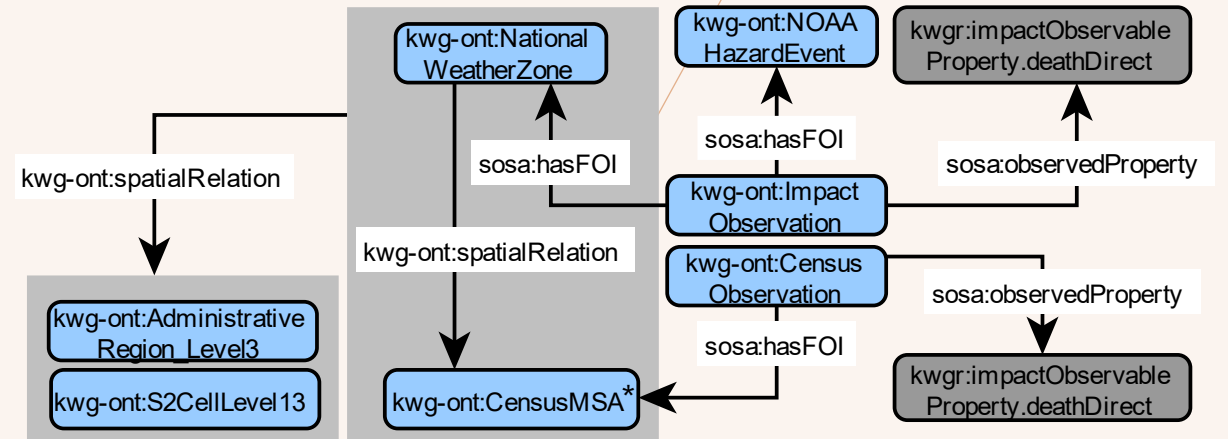 kwg-ont:National
WeatherZone
kwg-ont:NOAA
HazardEvent
kwgr:impactObservable
Property.deathDirect
kwg-ont:spatialRelation
sosa:hasFOI
sosa:hasFOI
sosa:observedProperty
kwg-ont:Impact
Observation
kwg-ont:spatialRelation
kwg-ont:Census
Observation
sosa:observedProperty
kwg-ont:Administrative
Region_Level3
sosa:hasFOI
kwg-ont:S2CellLevel13
kwg-ont:CensusMSA*
kwgr:impactObservable
Property.deathDirect